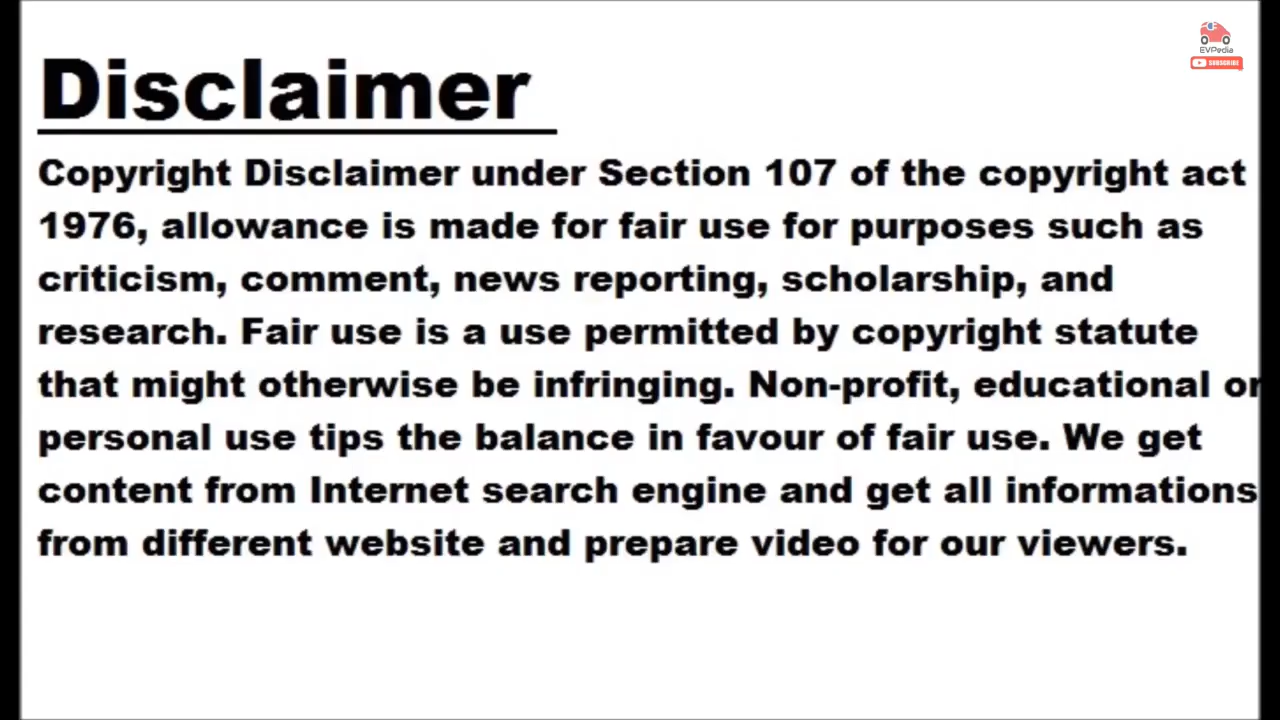 EVPedia
SUBSCRIBE
Disclaimer
Copyright Disclaimer under Section 107 of the copyright act
1976, allowance is made for fair use for purposes such as
criticism, comment, news reporting, scholarship, and
research. Fair use is a use permitted by copyright statute
that might otherwise be infringing. Non-profit, educational or
personal use tips the balance in favour of fair use. We get
content from Internet search engine and get all informations
from different website and prepare video for our viewers.